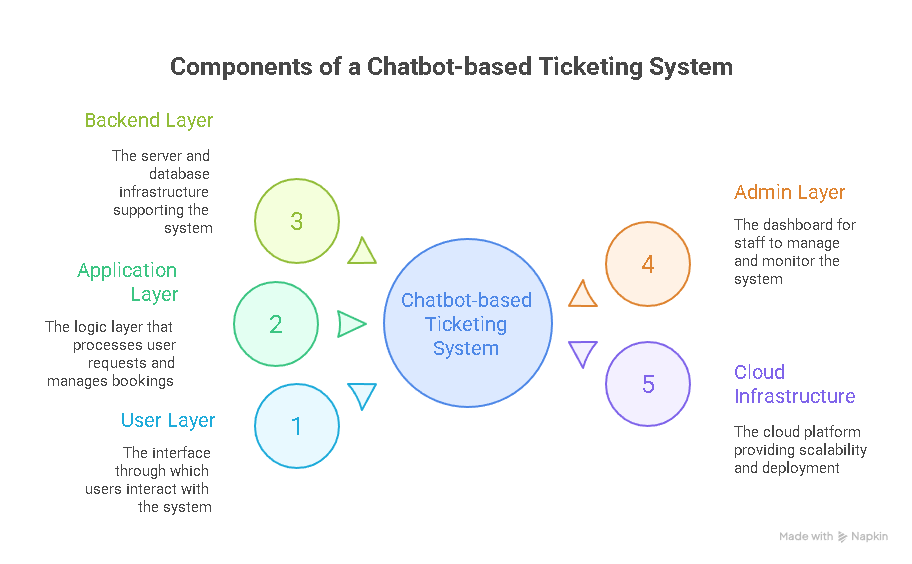 Components of a Chatbot-based Ticketing System
Backend Layer
The server and
database
infrastructure
supporting the
system
3
Application
Layer
The logic layer that
processes user
requests and
manages bookings
2
User Layer
The interface
through which
users interact with
the system
1
Chatbot-based
Ticketing
System
Admin Layer
The dashboard for
staff to manage
and monitor the
system
4
Cloud
Infrastructure
The cloud platform
providing scalability
and deployment
5
Made with Napkin